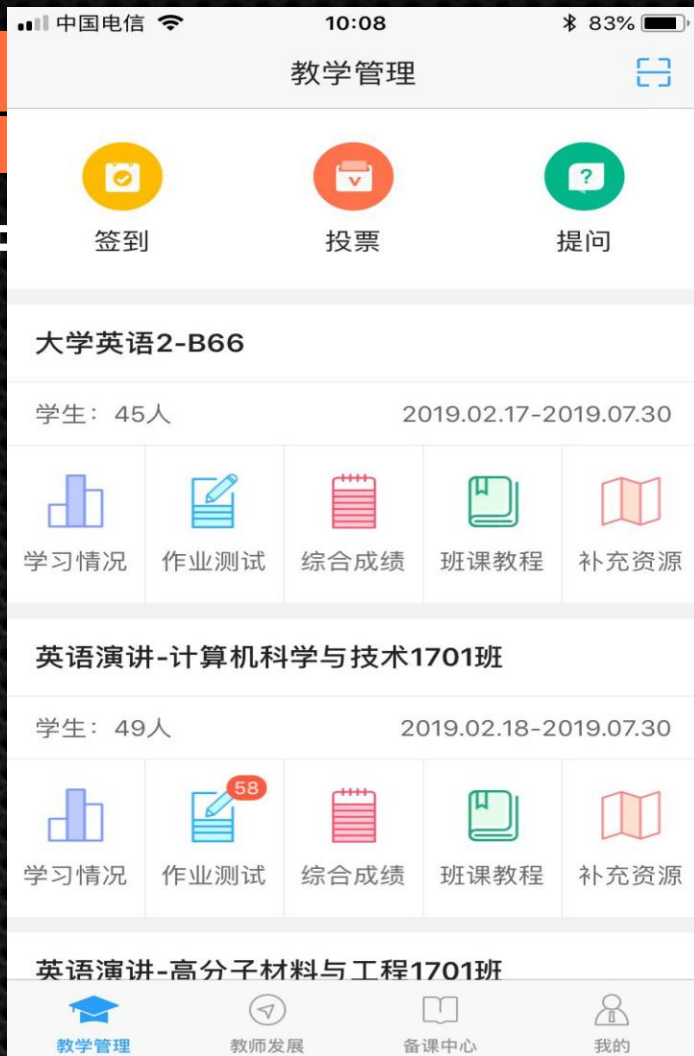 中国电信 10:08 83%
教学管理
签到 投票 提问
大学英语2-B66
学生：45人 2019.02.17-2019.07.30
学习情况 作业测试 综合成绩 班课教程 补充资源
英语演讲-计算机科学与技术1701班
学生：49人 2019.02.18-2019.07.30
58
学习情况 作业测试 综合成绩 班课教程 补充资源
英语演讲-高分子材料与工程1701班
教学管理 教师发展 备课中心 我的